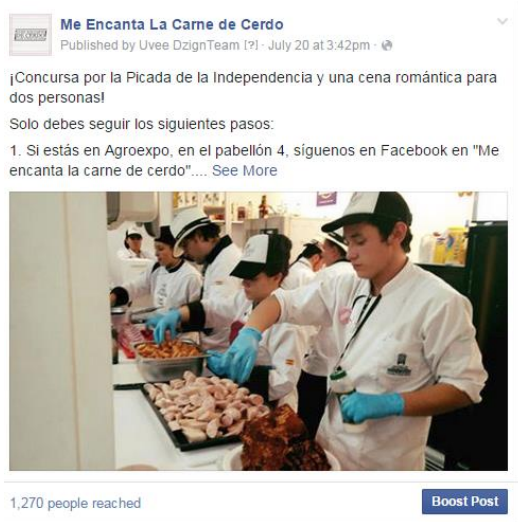 Me Encanta La Carne de Cerdo
Published by Uvee DzignTeam [?] · July 20 at 3:42pm ·
¡Concursa por la Picada de la Independencia y una cena romántica para
dos personas!
Solo debes seguir los siguientes pasos:
1. Si estás en Agroexpo, en el pabellón 4, síguenos en Facebook en "Me
encanta la carne de cerdo".... See More
1,270 people reached
Boost Post